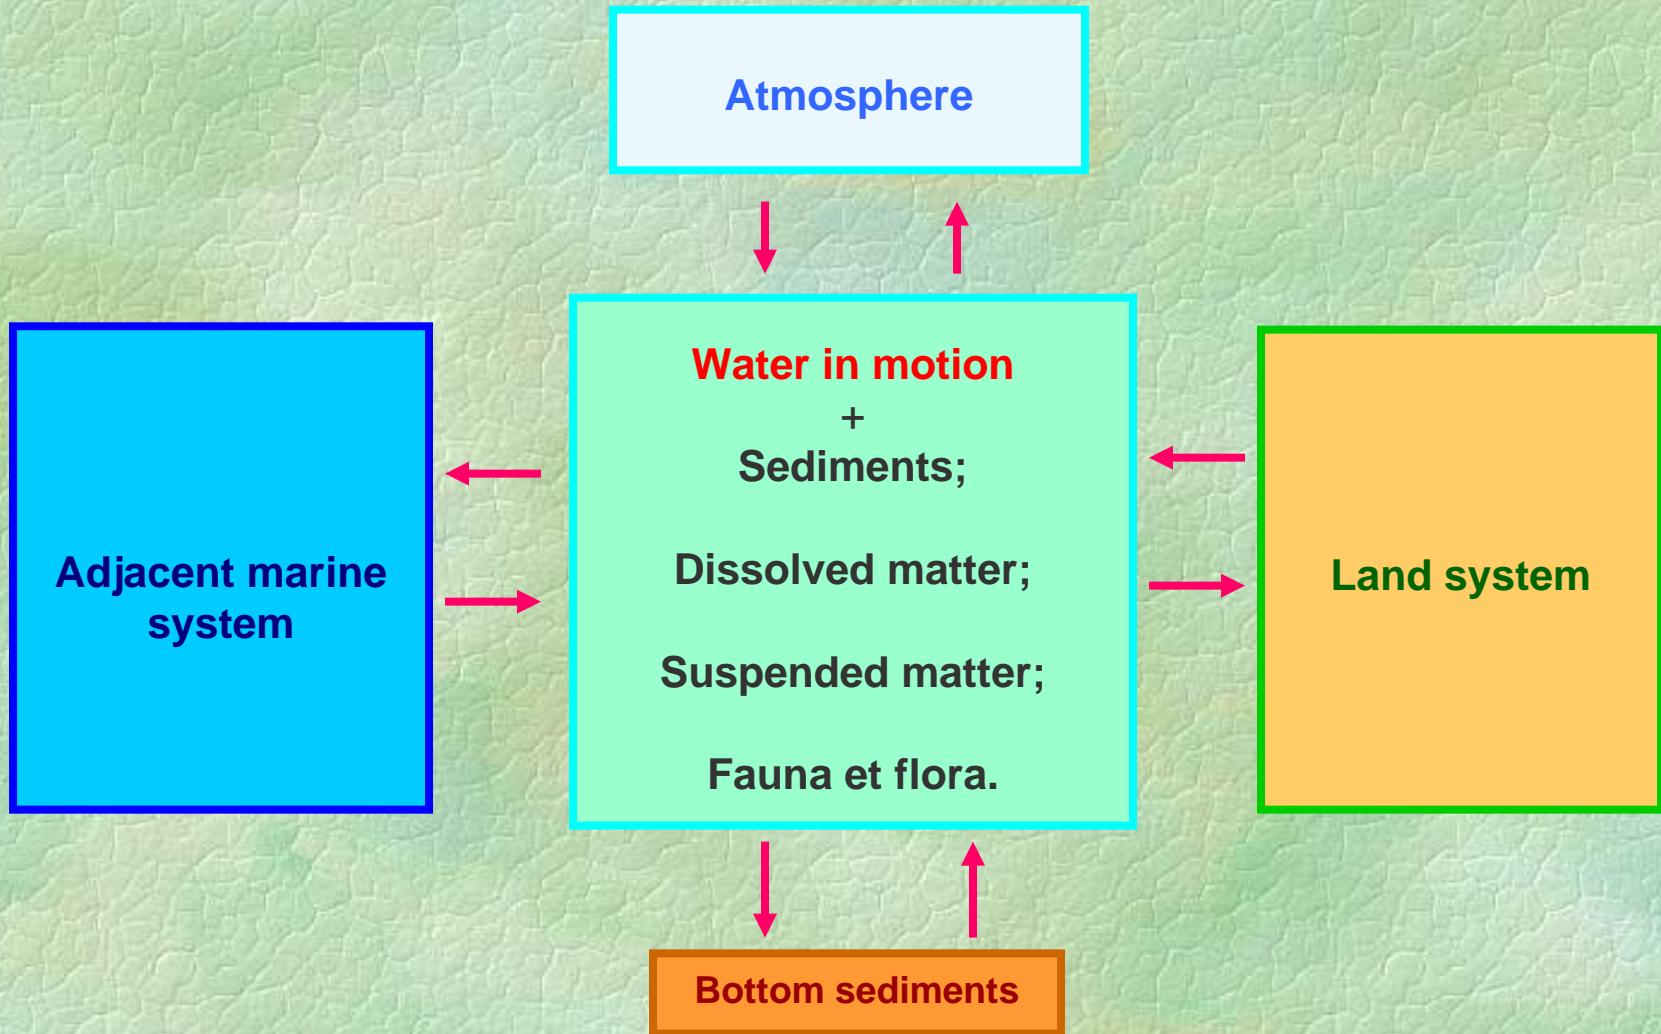 Atmosphere
Water in motion
+
Sediments;
Dissolved matter;
Suspended matter;
Fauna et flora.
Adjacent marine
system
Land system
Bottom sediments